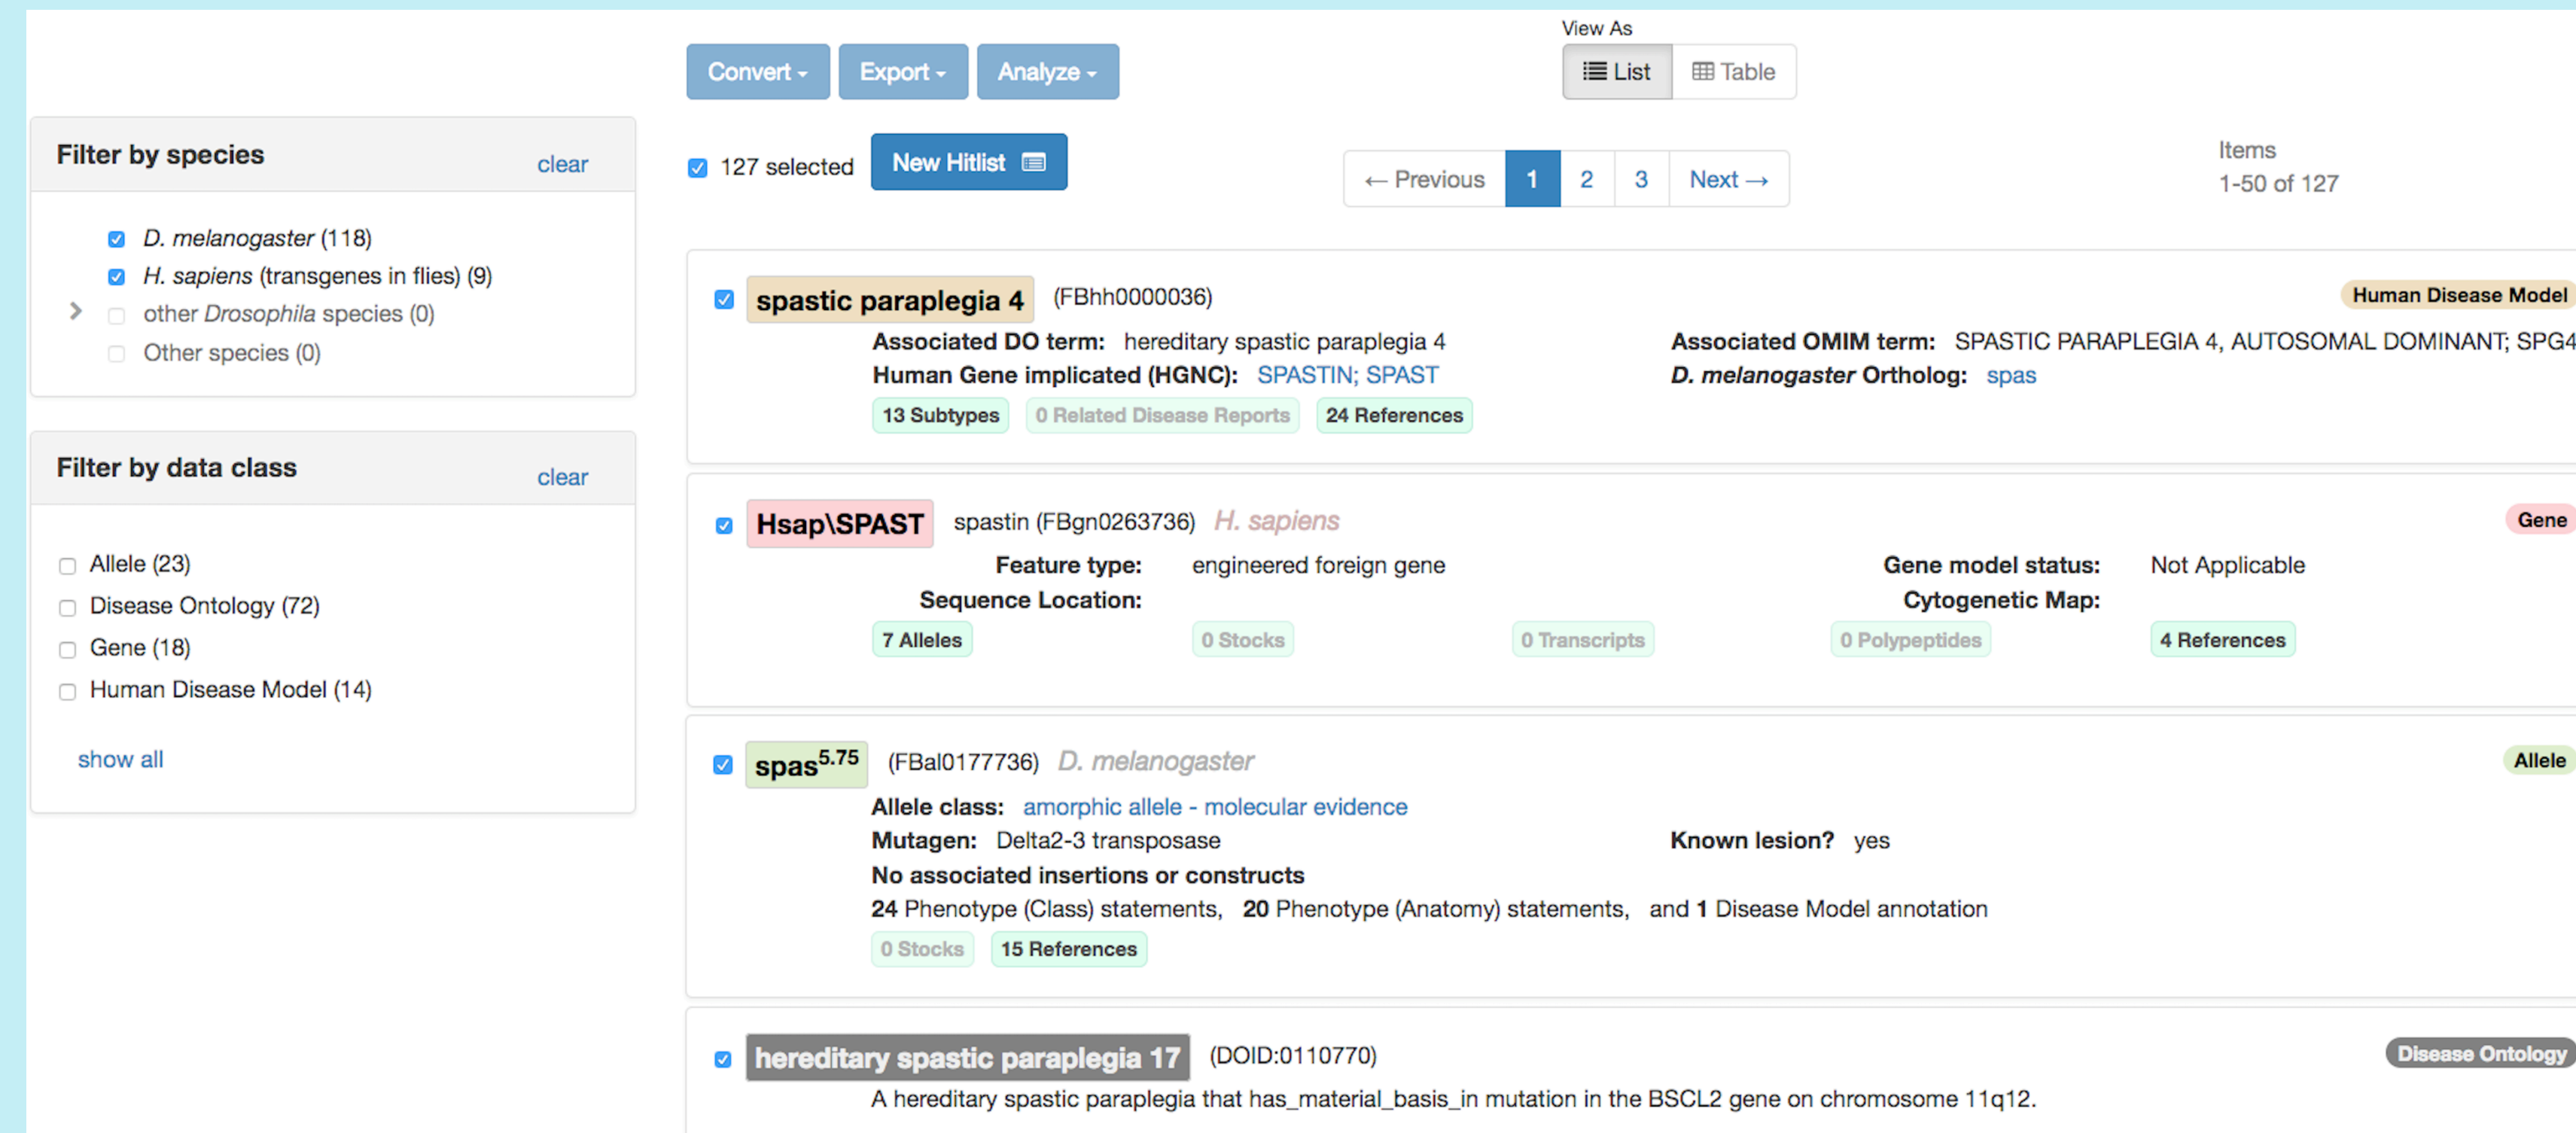 View As
Convert Export Analyze List Table
Filter by species clear
127 selected New Hitlist
← Previous 1 2 3 Next →
Items
1-50 of 127
D. melanogaster (118)
H. sapiens (transgenes in flies) (9)
other Drosophila species (0)
Other species (0)
Filter by data class clear
Allele (23)
Disease Ontology (72)
Gene (18)
Human Disease Model (14)
show all
spastic paraplegia 4 (FBhh0000036) Human Disease Model
Associated DO term: hereditary spastic paraplegia 4 Associated OMIM term: SPASTIC PARAPLEGIA 4, AUTOSOMAL DOMINANT; SPG4
Human Gene implicated (HGNC): SPASTIN; SPAST D. melanogaster Ortholog: spas
13 Subtypes 0 Related Disease Reports 24 References
Hsap\SPAST spastin (FBgn0263736) H. sapiens Gene
Feature type: engineered foreign gene Gene model status: Not Applicable
Sequence Location: Cytogenetic Map:
7 Alleles 0 Stocks 0 Transcripts 0 Polypeptides 4 References
spas5.75 (FBal0177736) D. melanogaster Allele
Allele class: amorphic allele - molecular evidence
Mutagen: Delta2-3 transposase Known lesion? yes
No associated insertions or constructs
24 Phenotype (Class) statements, 20 Phenotype (Anatomy) statements, and 1 Disease Model annotation
0 Stocks 15 References
hereditary spastic paraplegia 17 (DOID:0110770) Disease Ontology
A hereditary spastic paraplegia that has_material_basis_in mutation in the BSCL2 gene on chromosome 11q12.